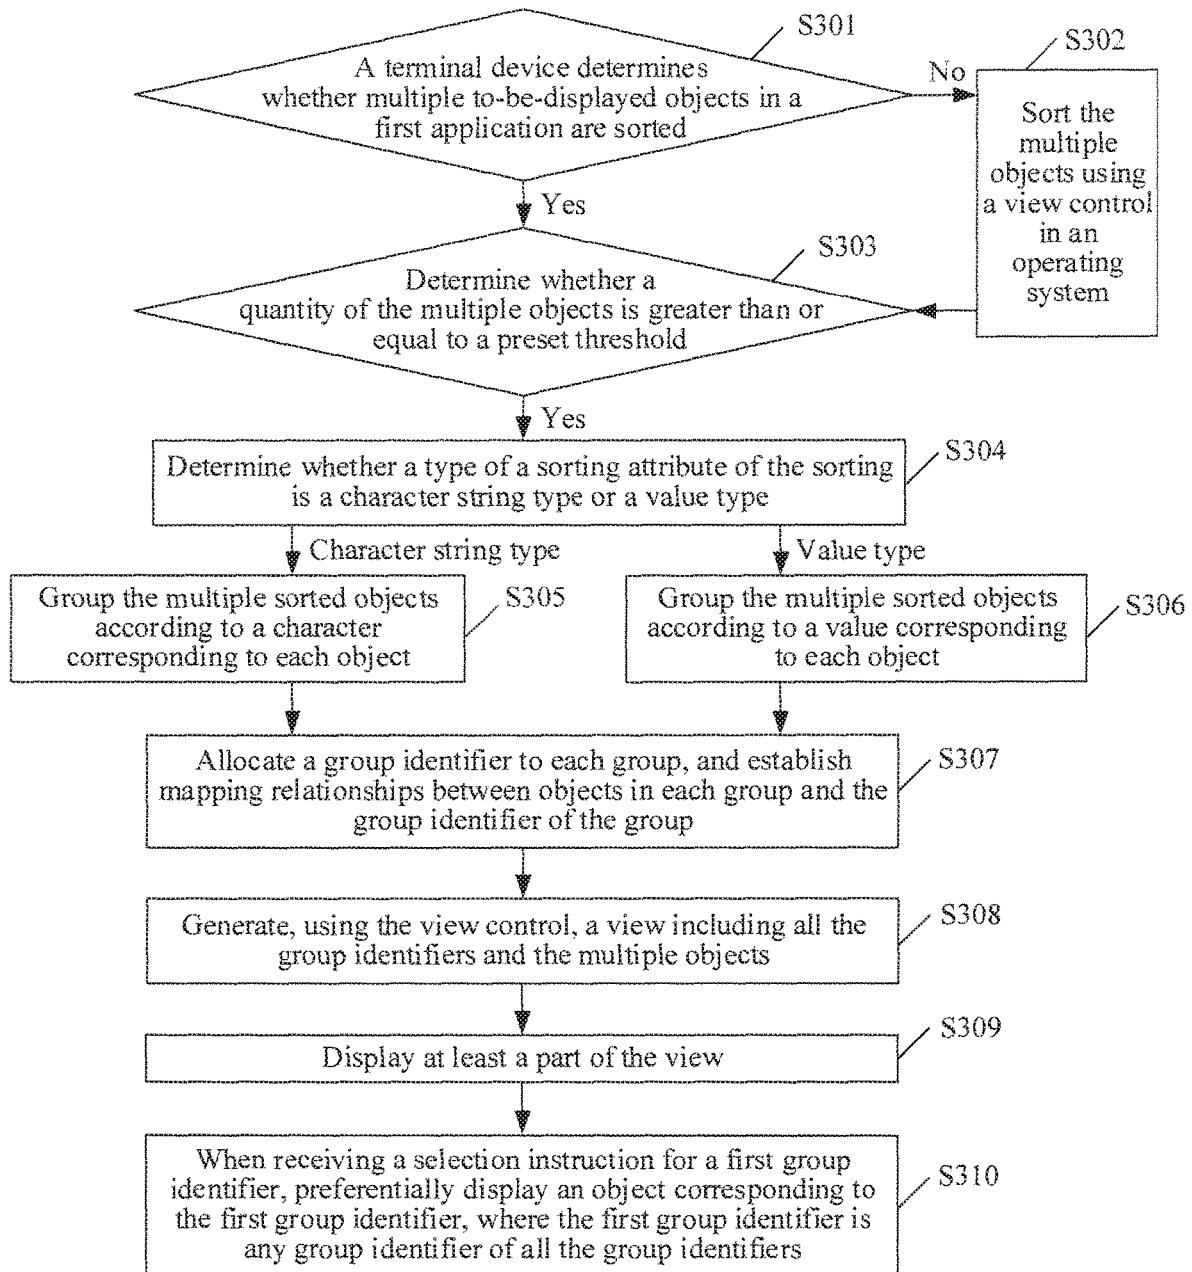 S301
A terminal device determines
whether multiple to-be-displayed objects in a
first application are sorted
No
S302
Sort the
multiple
objects using
a view control
in an
operating
system
Yes
S303
Determine whether a
quantity of the multiple objects is greater than or
equal to a preset threshold
Yes
S304
Determine whether a type of a sorting attribute of the sorting
is a character string type or a value type
Character string type
Value type
S305
Group the multiple sorted objects
according to a character
corresponding to each object
S306
Group the multiple sorted objects
according to a value corresponding
to each object
S307
Allocate a group identifier to each group, and establish
mapping relationships between objects in each group and the
group identifier of the group
S308
Generate, using the view control, a view including all the
group identifiers and the multiple objects
S309
Display at least a part of the view
S310
When receiving a selection instruction for a first group
identifier, preferentially display an object corresponding to
the first group identifier, where the first group identifier is
any group identifier of all the group identifiers